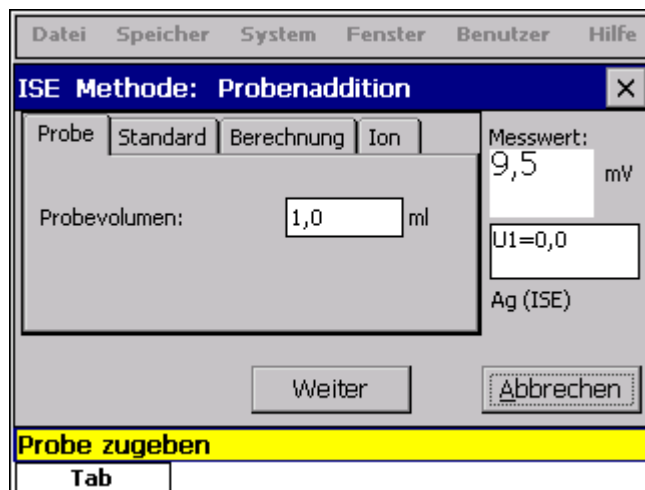 Datei Speicher System Fenster Benutzer Hilfe
ISE Methode: Probenaddition
Probe Standard Berechnung Ion
Messwert:
9,5 mV
Probevolumen: 1,0 ml
U1=0,0
Ag (ISE)
Weiter Abbrechen
Probe zugeben
Tab